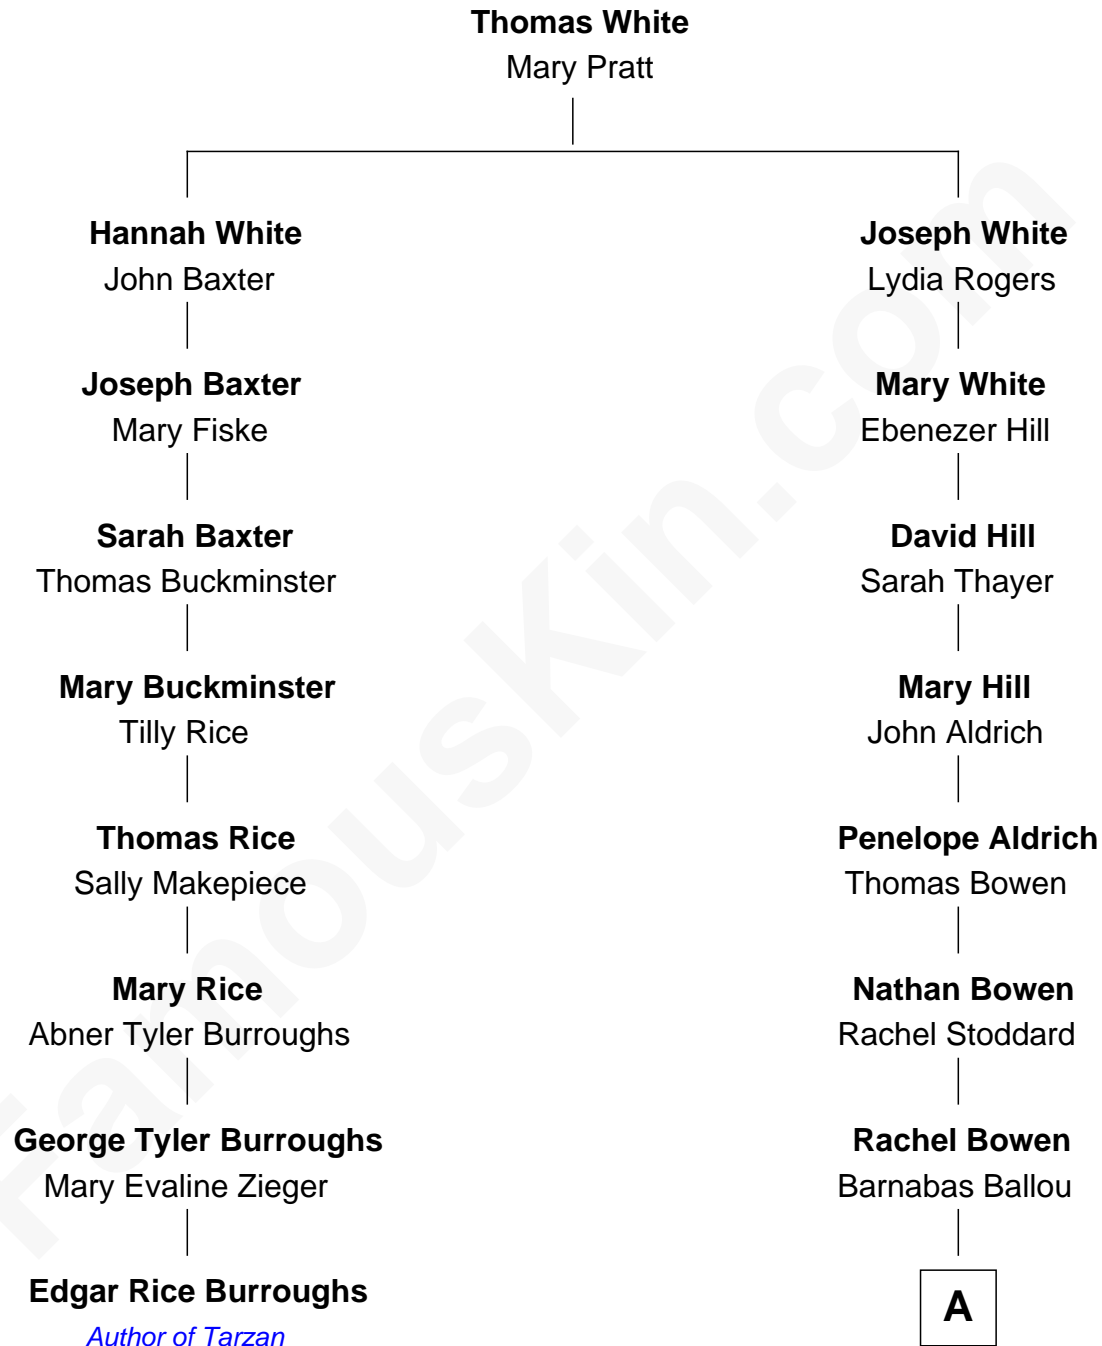 Thomas White
Mary Pratt
Hannah White
John Baxter
Joseph Baxter
Mary Fiske
Sarah Baxter
Thomas Buckminster
Mary Buckminster
Tilly Rice
Thomas Rice
Sally Makepiece
Mary Rice
Abner Tyler Burroughs
George Tyler Burroughs
Mary Evaline Zieger
Edgar Rice Burroughs
Author of Tarzan
Joseph White
Lydia Rogers
Mary White
Ebenezer Hill
David Hill
Sarah Thayer
Mary Hill
John Aldrich
Penelope Aldrich
Thomas Bowen
Nathan Bowen
Rachel Stoddard
Rachel Bowen
Barnabas Ballou
A
FamousKin.com